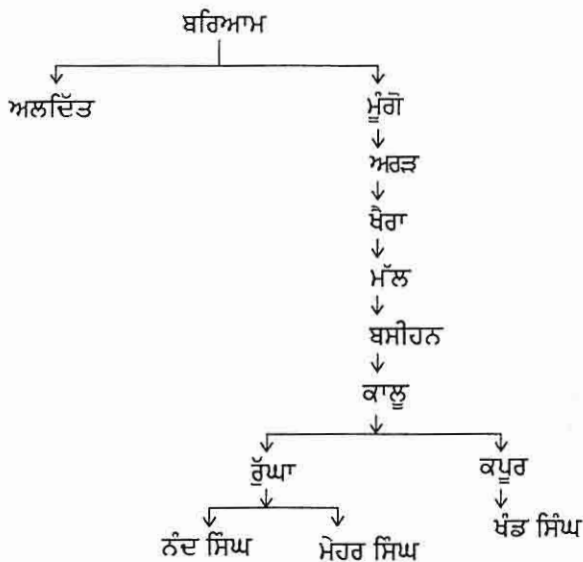 ਬਰਿਆਮ
ਅਲਦਿੱਤ ਮੂੰਗੋ
ਅਰੜ
ਖੈਰਾ
ਮੱਲ
ਬਸੀਹਨ
ਕਾਲੂ
ਰੁੱਘਾ ਕਪੂਰ
ਨੰਦ ਸਿੰਘ ਮੇਹਰ ਸਿੰਘ ਖੰਡ ਸਿੰਘ